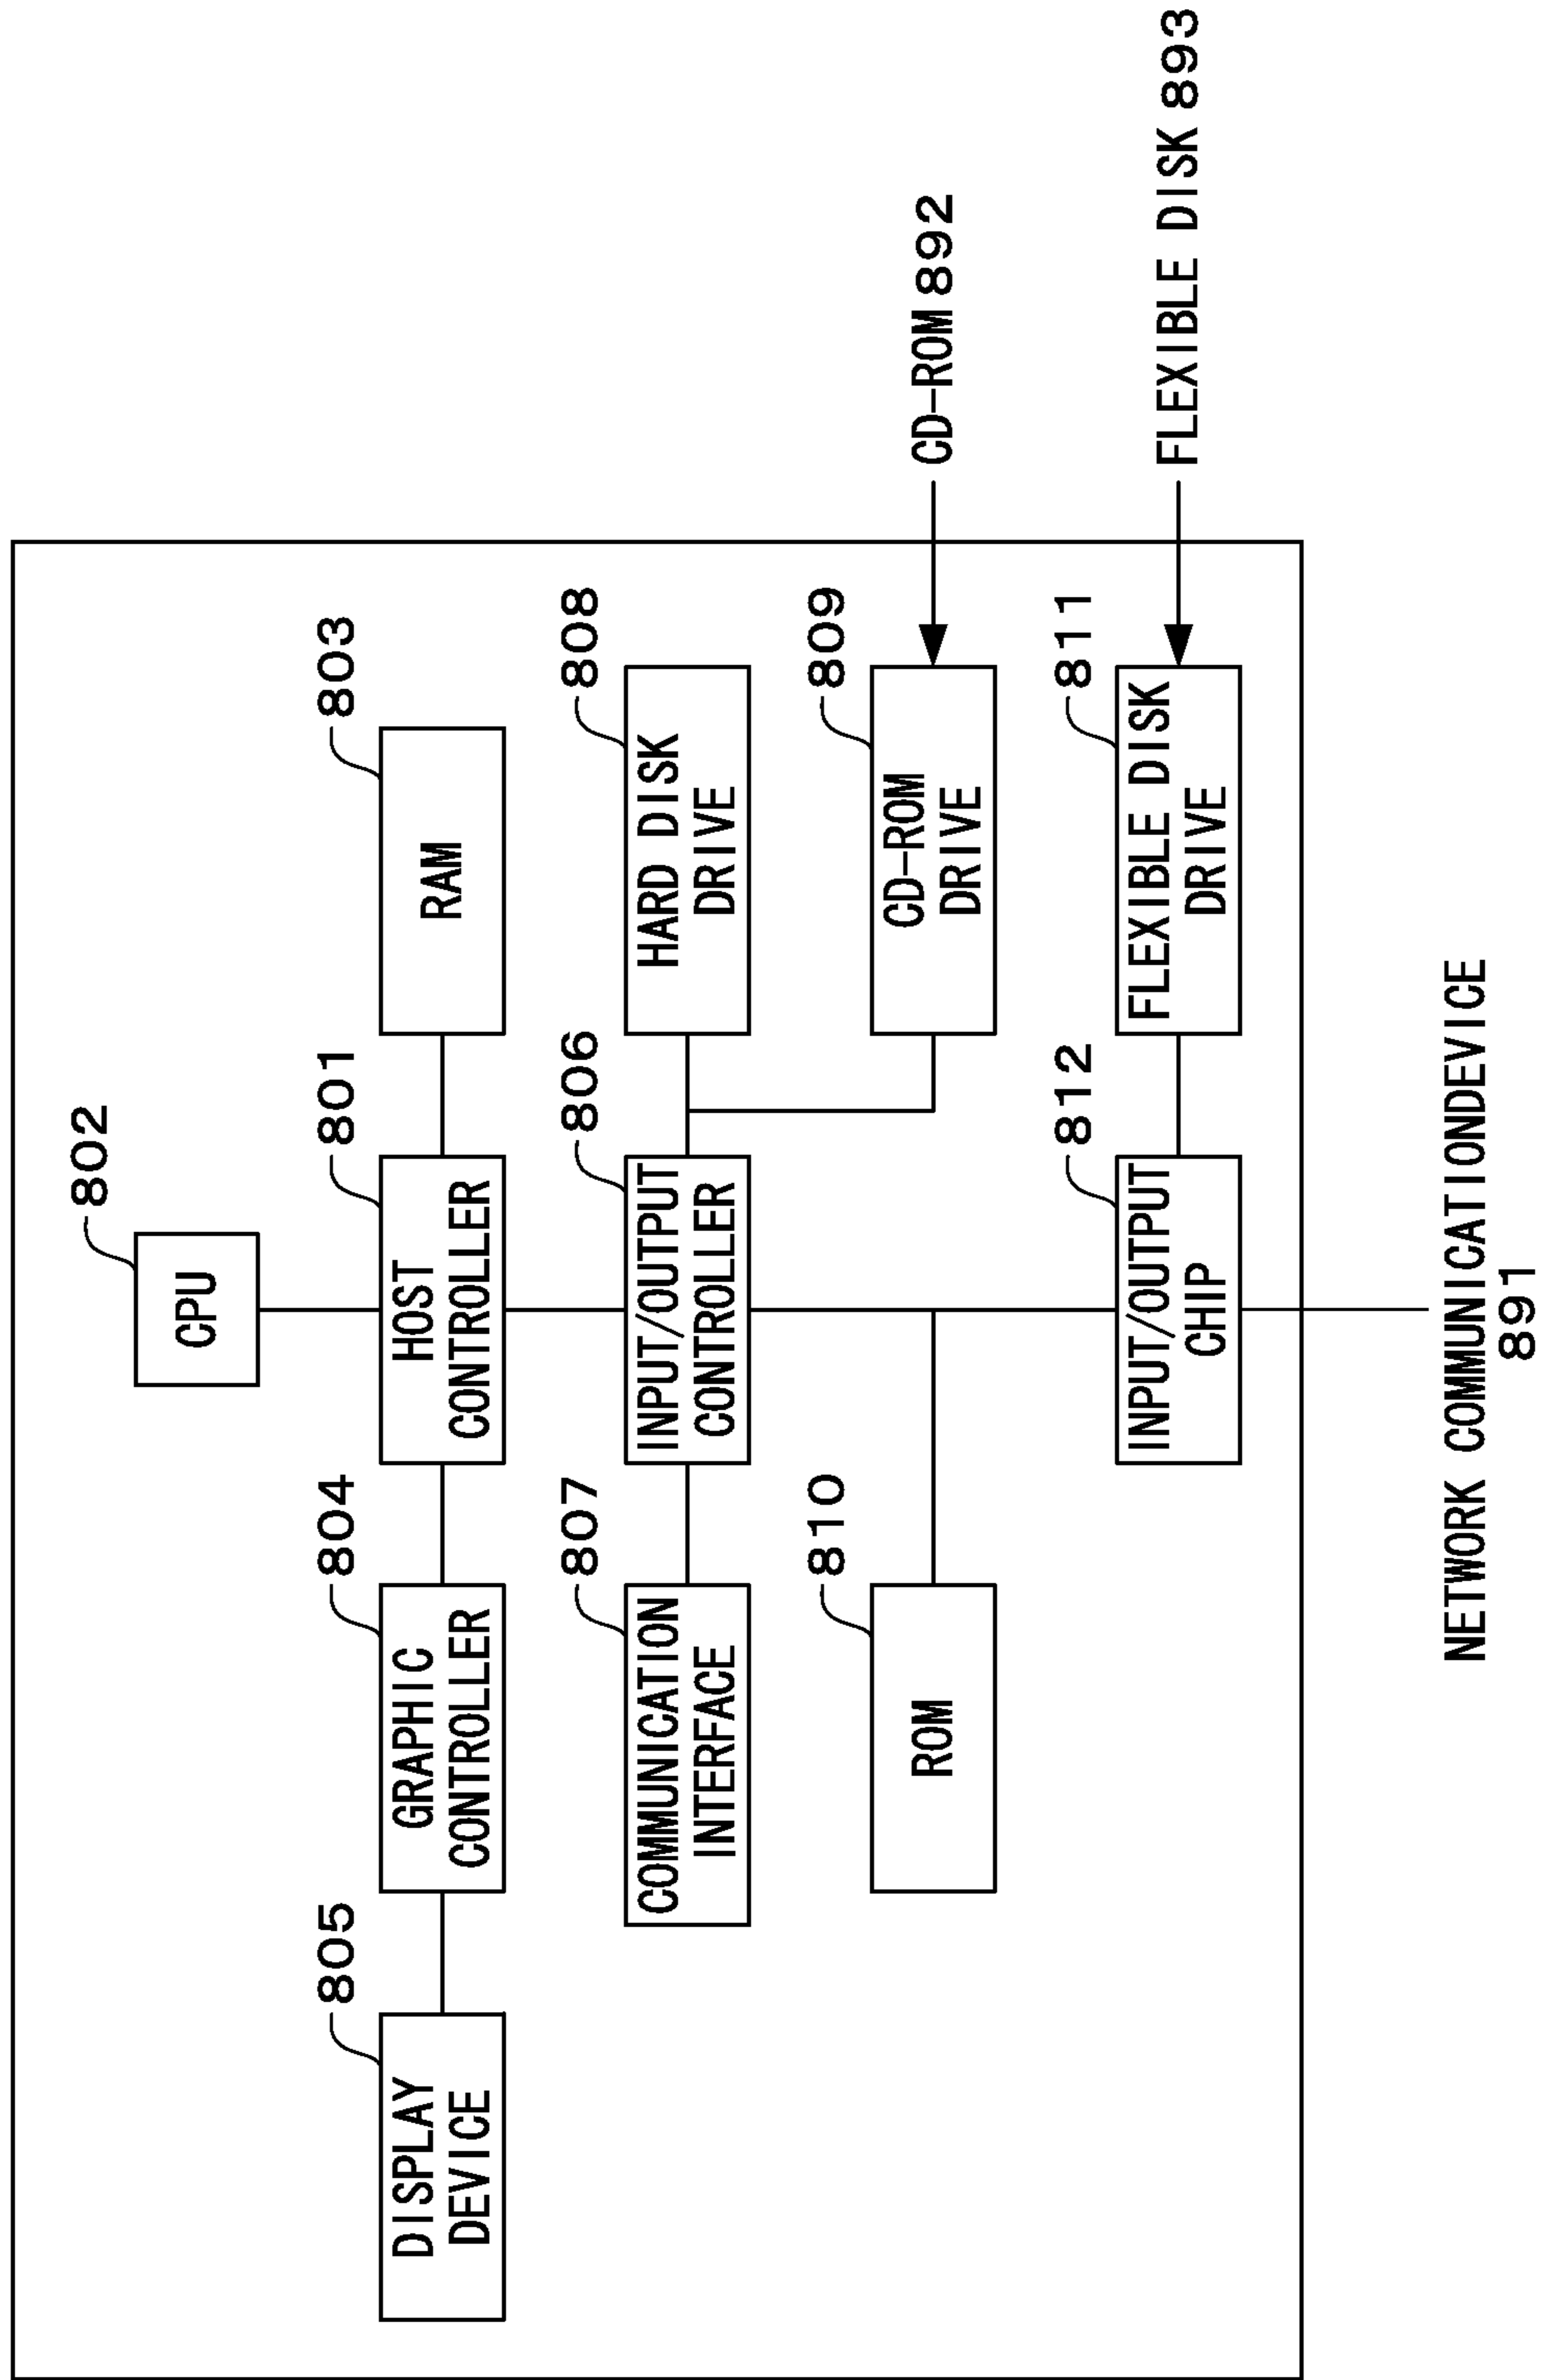 802
CPU
805
804
801
803
DISPLAY
DEVICE
GRAPHIC
CONTROLLER
HOST
CONTROLLER
RAM
807
806
808
COMMUNICATION
INTERFACE
INPUT/OUTPUT
CONTROLLER
HARD DISK
DRIVE
810
809
ROM
CD-ROM
DRIVE
CD-ROM 892
812
811
INPUT/OUTPUT
CHIP
FLEXIBLE DISK
DRIVE
FLEXIBLE DISK 893
NETWORK COMMUNICATIONDEVICE
891